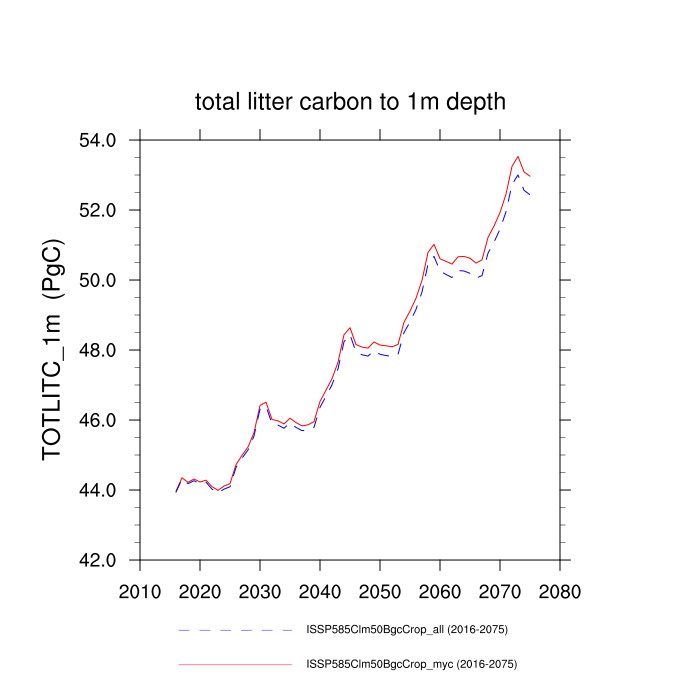 total litter carbon to 1m depth
TOTLITC_1m (PgC)
54.0
52.0
50.0
48.0
46.0
44.0
42.0
2010 2020 2030 2040 2050 2060 2070 2080
ISSP585Clm50BgcCrop_all (2016-2075)
ISSP585Clm50BgcCrop_myc (2016-2075)